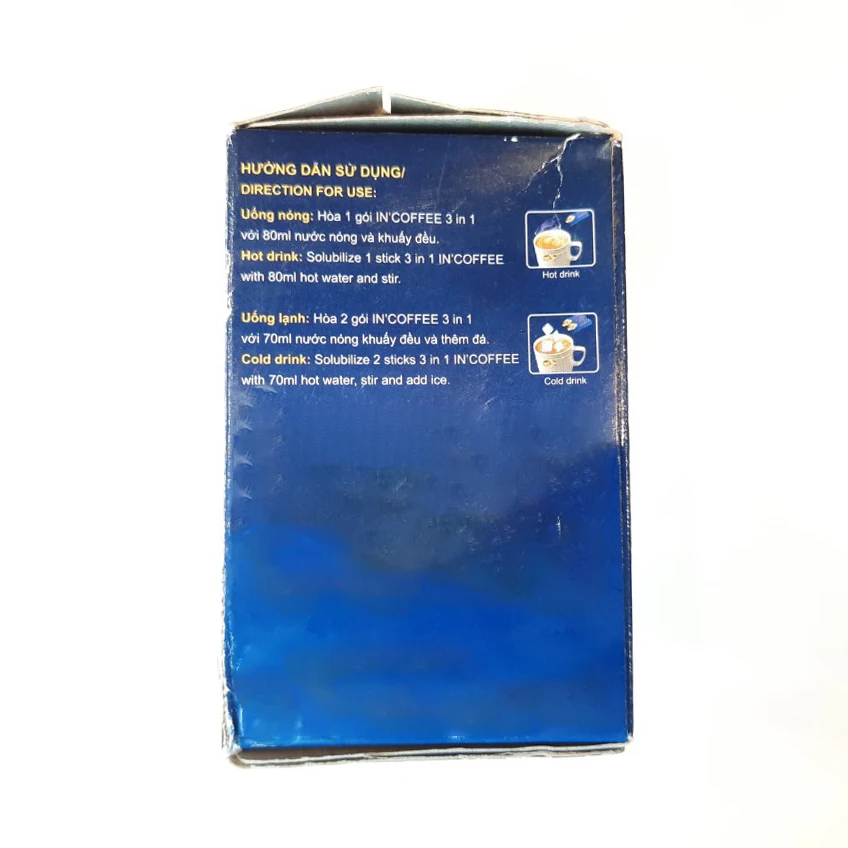 HƯỚNG DẪN SỬ DỤNG/
DIRECTION FOR USE:
Uống nóng: Hòa 1 gói IN'COFFEE 3 in 1
với 80ml nước nóng và khuấy đều.
Hot drink: Solubilize 1 stick 3 in 1 IN'COFFEE
with 80ml hot water and stir.
Hot drink
Uống lạnh: Hòa 2 gói IN'COFFEE 3 in 1
với 70ml nước nóng khuấy đều và thêm đá.
Cold drink: Solubilize 2 sticks 3 in 1 IN'COFFEE
with 70ml hot water, stir and add ice.
Cold drink